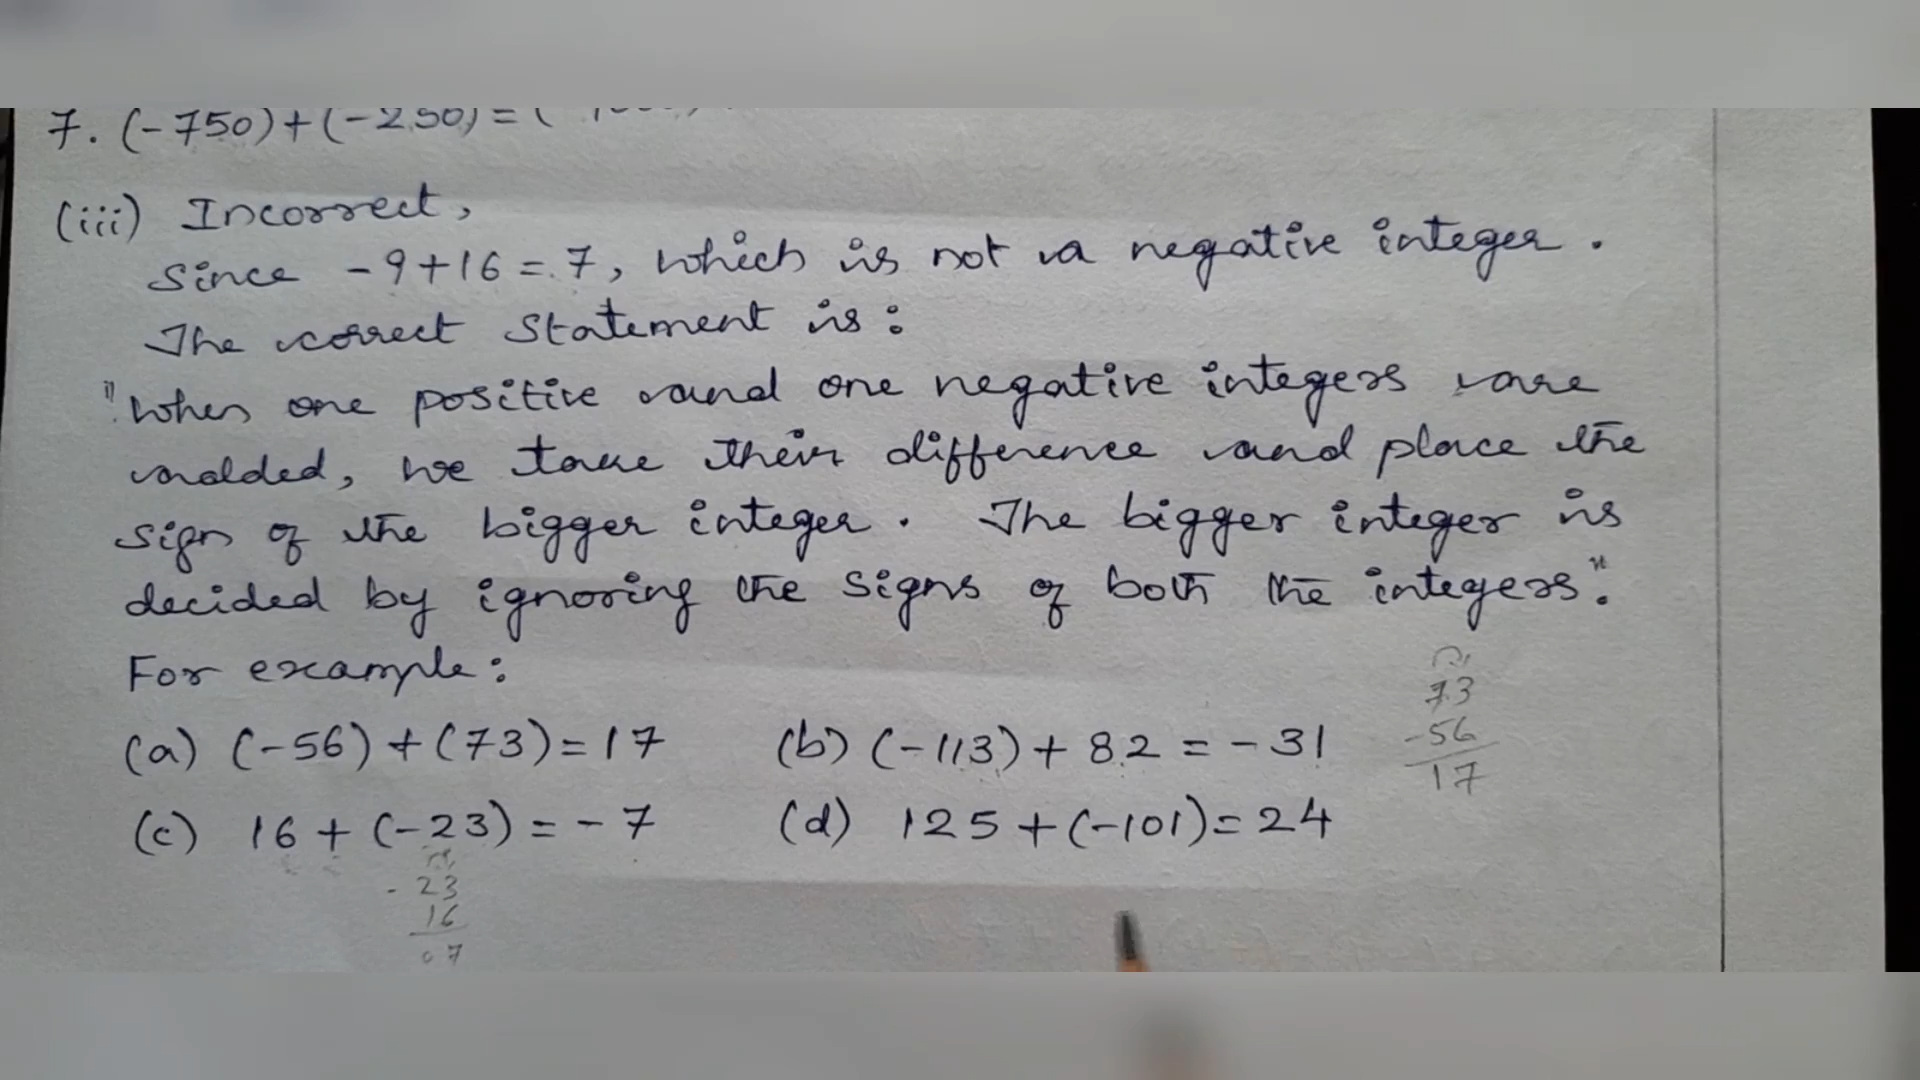 7. (-750)+(-250)=(
(iii) Incorrect,
Since -9+16=7, which is not a negative integer.
The correct statement is:
"When one positive and one negative integers are
added, we take their difference and place the
sign of the bigger integer. The bigger integer is
decided by ignoring the signs of both the integers."
For example:
(a) (-56)+(73)=17 (b) (-113)+82=-31
73
-56
17
(c) 16+(-23)=-7 (d) 125+(-101)=24
- 23
16
07